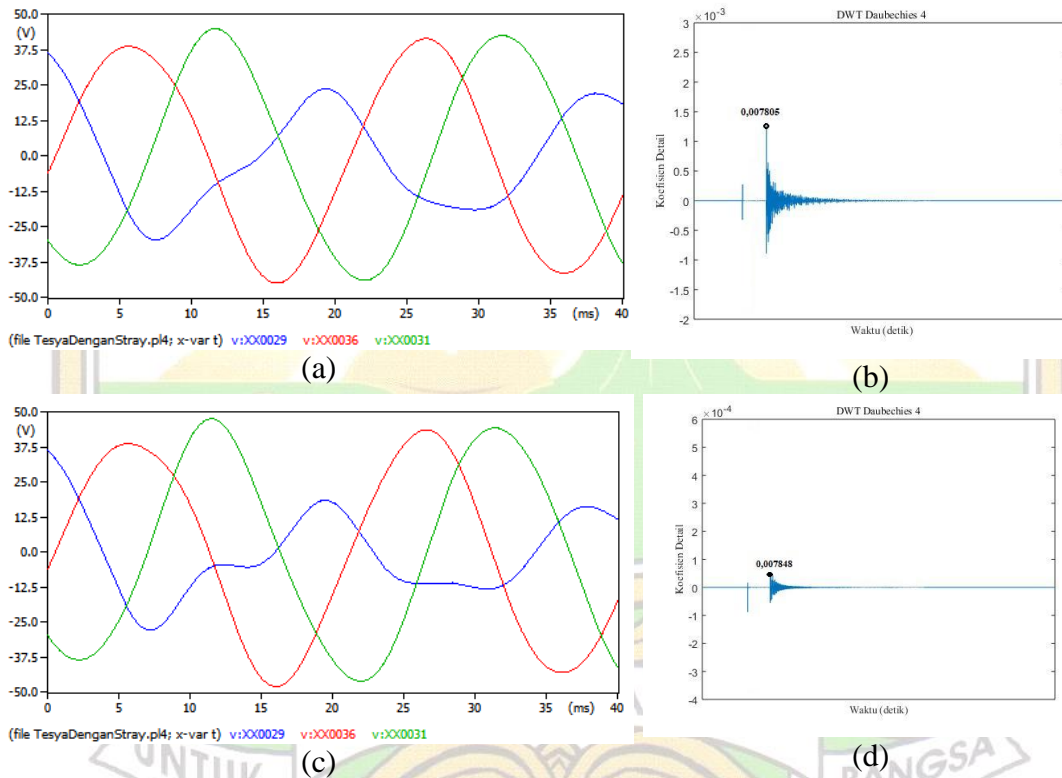 50.0
(V)
37.5
25.0
12.5
0.0
-12.5
-25.0
-37.5
-50.0
0 5 10 15 20 25 30 35 (ms) 40
(file TesyaDenganStray.pl4; x-var t) v:XX0029 v:XX0036 v:XX0031
(a)
×10⁻³
DWT Daubechies 4
3
2.5
2
1.5
1
0.5
0
-0.5
-1
-1.5
-2
0,007805
Koefisien Detail
Waktu (detik)
(b)
50.0
(V)
37.5
25.0
12.5
0.0
-12.5
-25.0
-37.5
-50.0
0 5 10 15 20 25 30 35 (ms) 40
(file TesyaDenganStray.pl4; x-var t) v:XX0029 v:XX0036 v:XX0031
(c)
×10⁻⁴
DWT Daubechies 4
6
5
4
3
2
1
0
-1
-2
-3
-4
0,007848
Koefisien Detail
Waktu (detik)
(d)
UNTUK
BANGSA